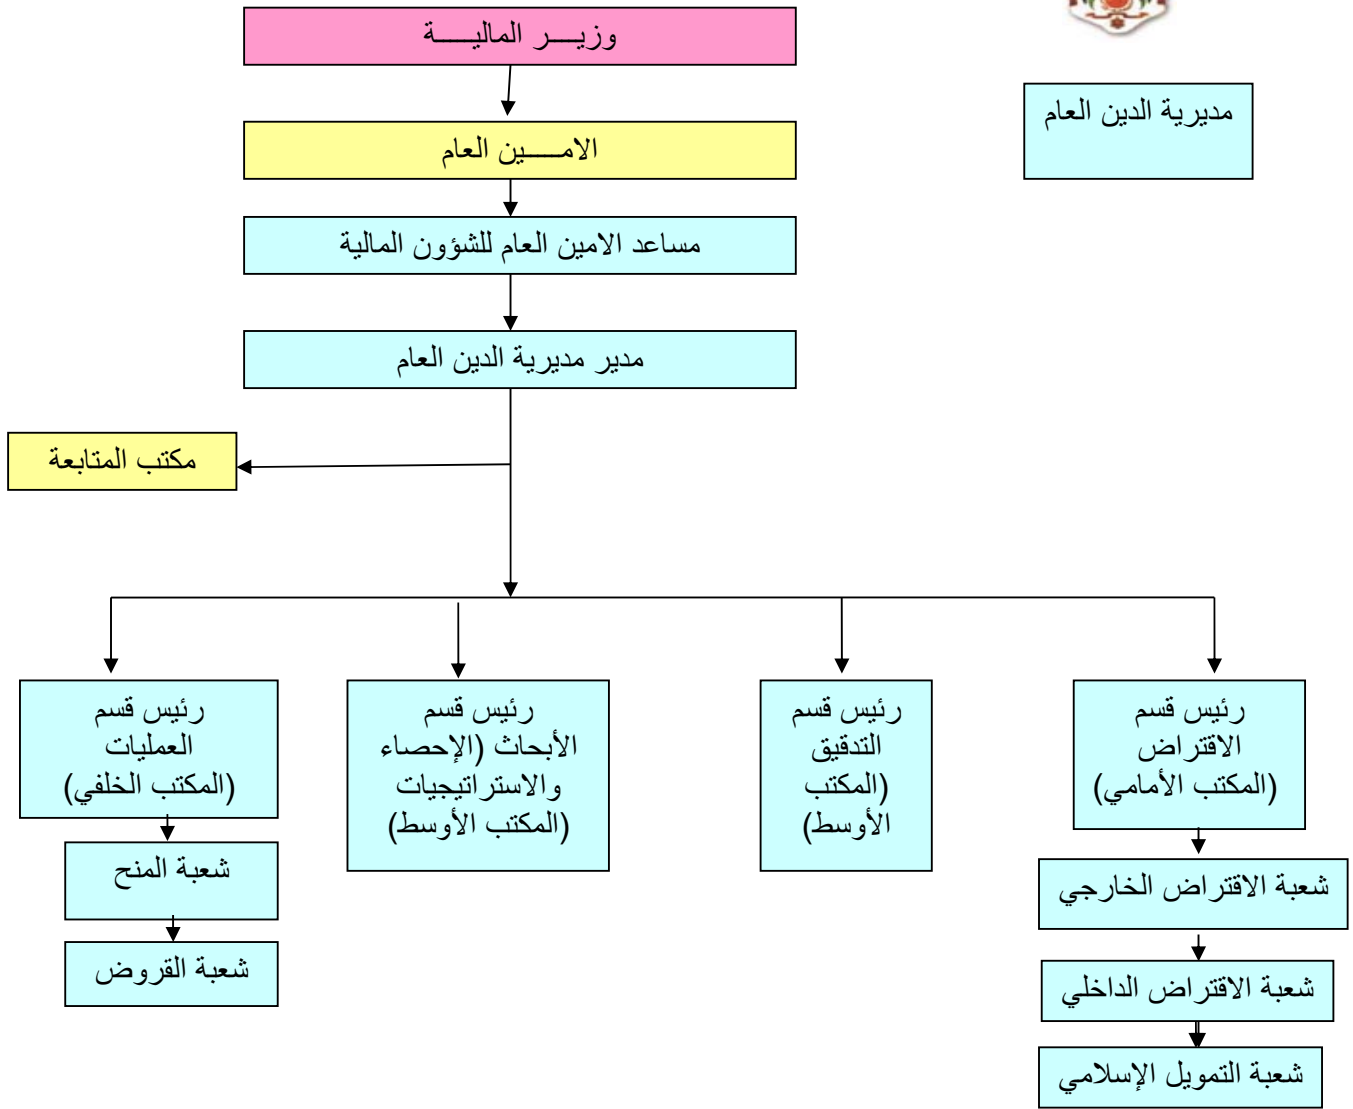 وزيـــر الماليـــــة
مديرية الدين العام
الامـــــين العام
مساعد الامين العام للشؤون المالية
مدير مديرية الدين العام
مكتب المتابعة
رئيس قسم
الاقتراض
(المكتب الأمامي)
رئيس قسم
التدقيق
(المكتب
الأوسط)
رئيس قسم
الأبحاث (الإحصاء
والاستراتيجيات
(المكتب الأوسط)
رئيس قسم
العمليات
(المكتب الخلفي)
شعبة الاقتراض الخارجي
شعبة الاقتراض الداخلي
شعبة التمويل الإسلامي
شعبة المنح
شعبة القروض